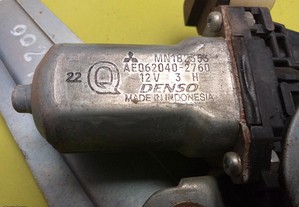 MN182353
AE062040-2760
22 Q 12V 3 H
DENSO
MADE IN INDONESIA